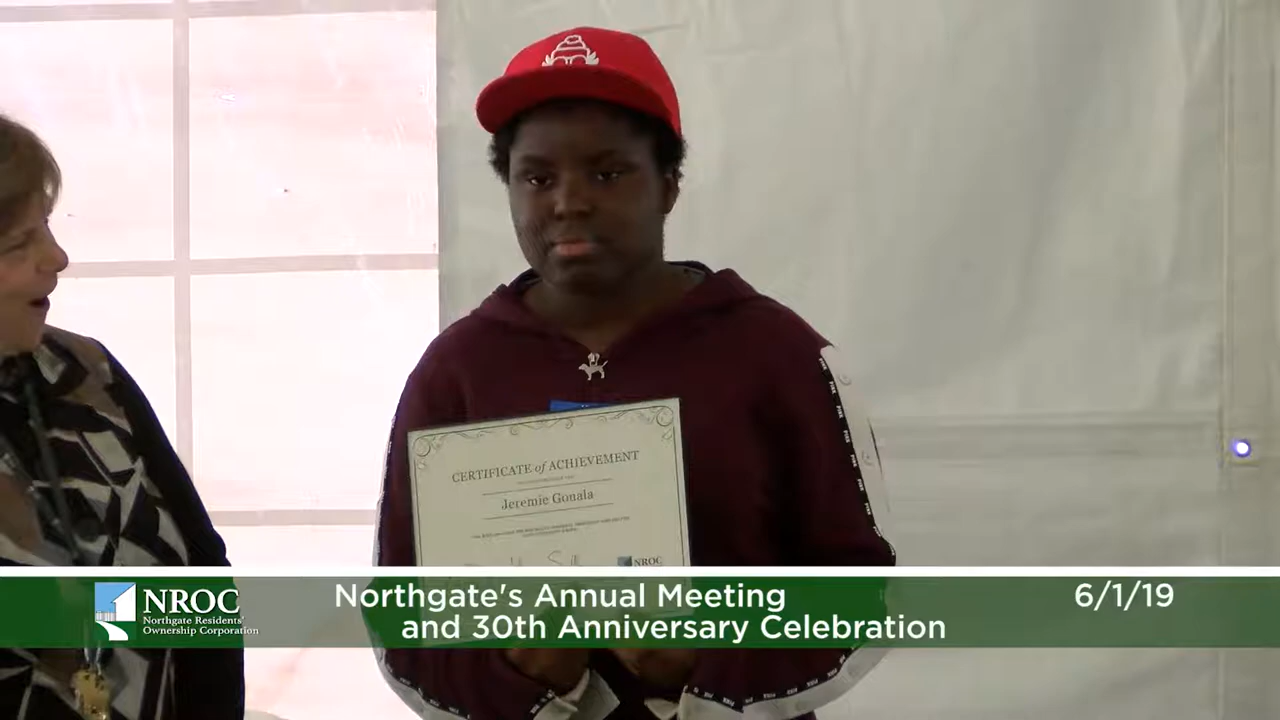 CERTIFICATE of ACHIEVEMENT
Jeremie Gouala
NROC
NROC
Northgate Residents'
Ownership Corporation
Northgate's Annual Meeting
and 30th Anniversary Celebration
6/1/19